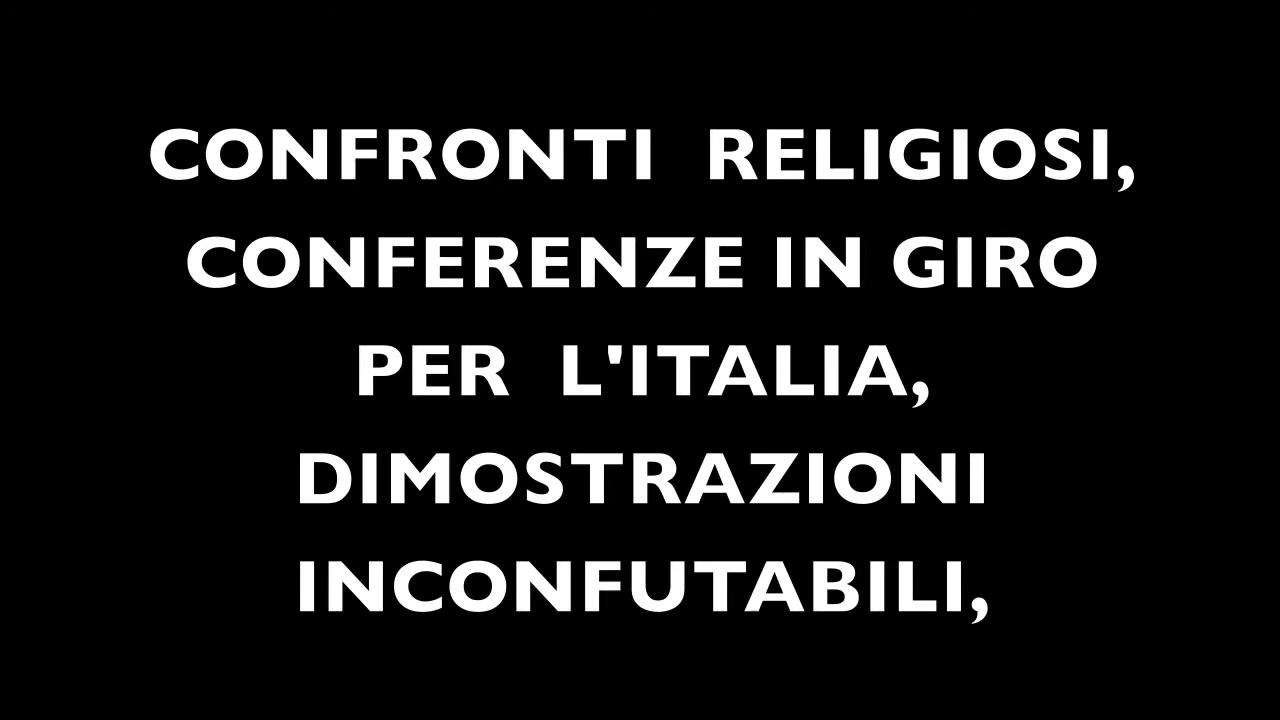 CONFRONTI  RELIGIOSI,
CONFERENZE IN GIRO
PER  L'ITALIA,
DIMOSTRAZIONI
INCONFUTABILI,